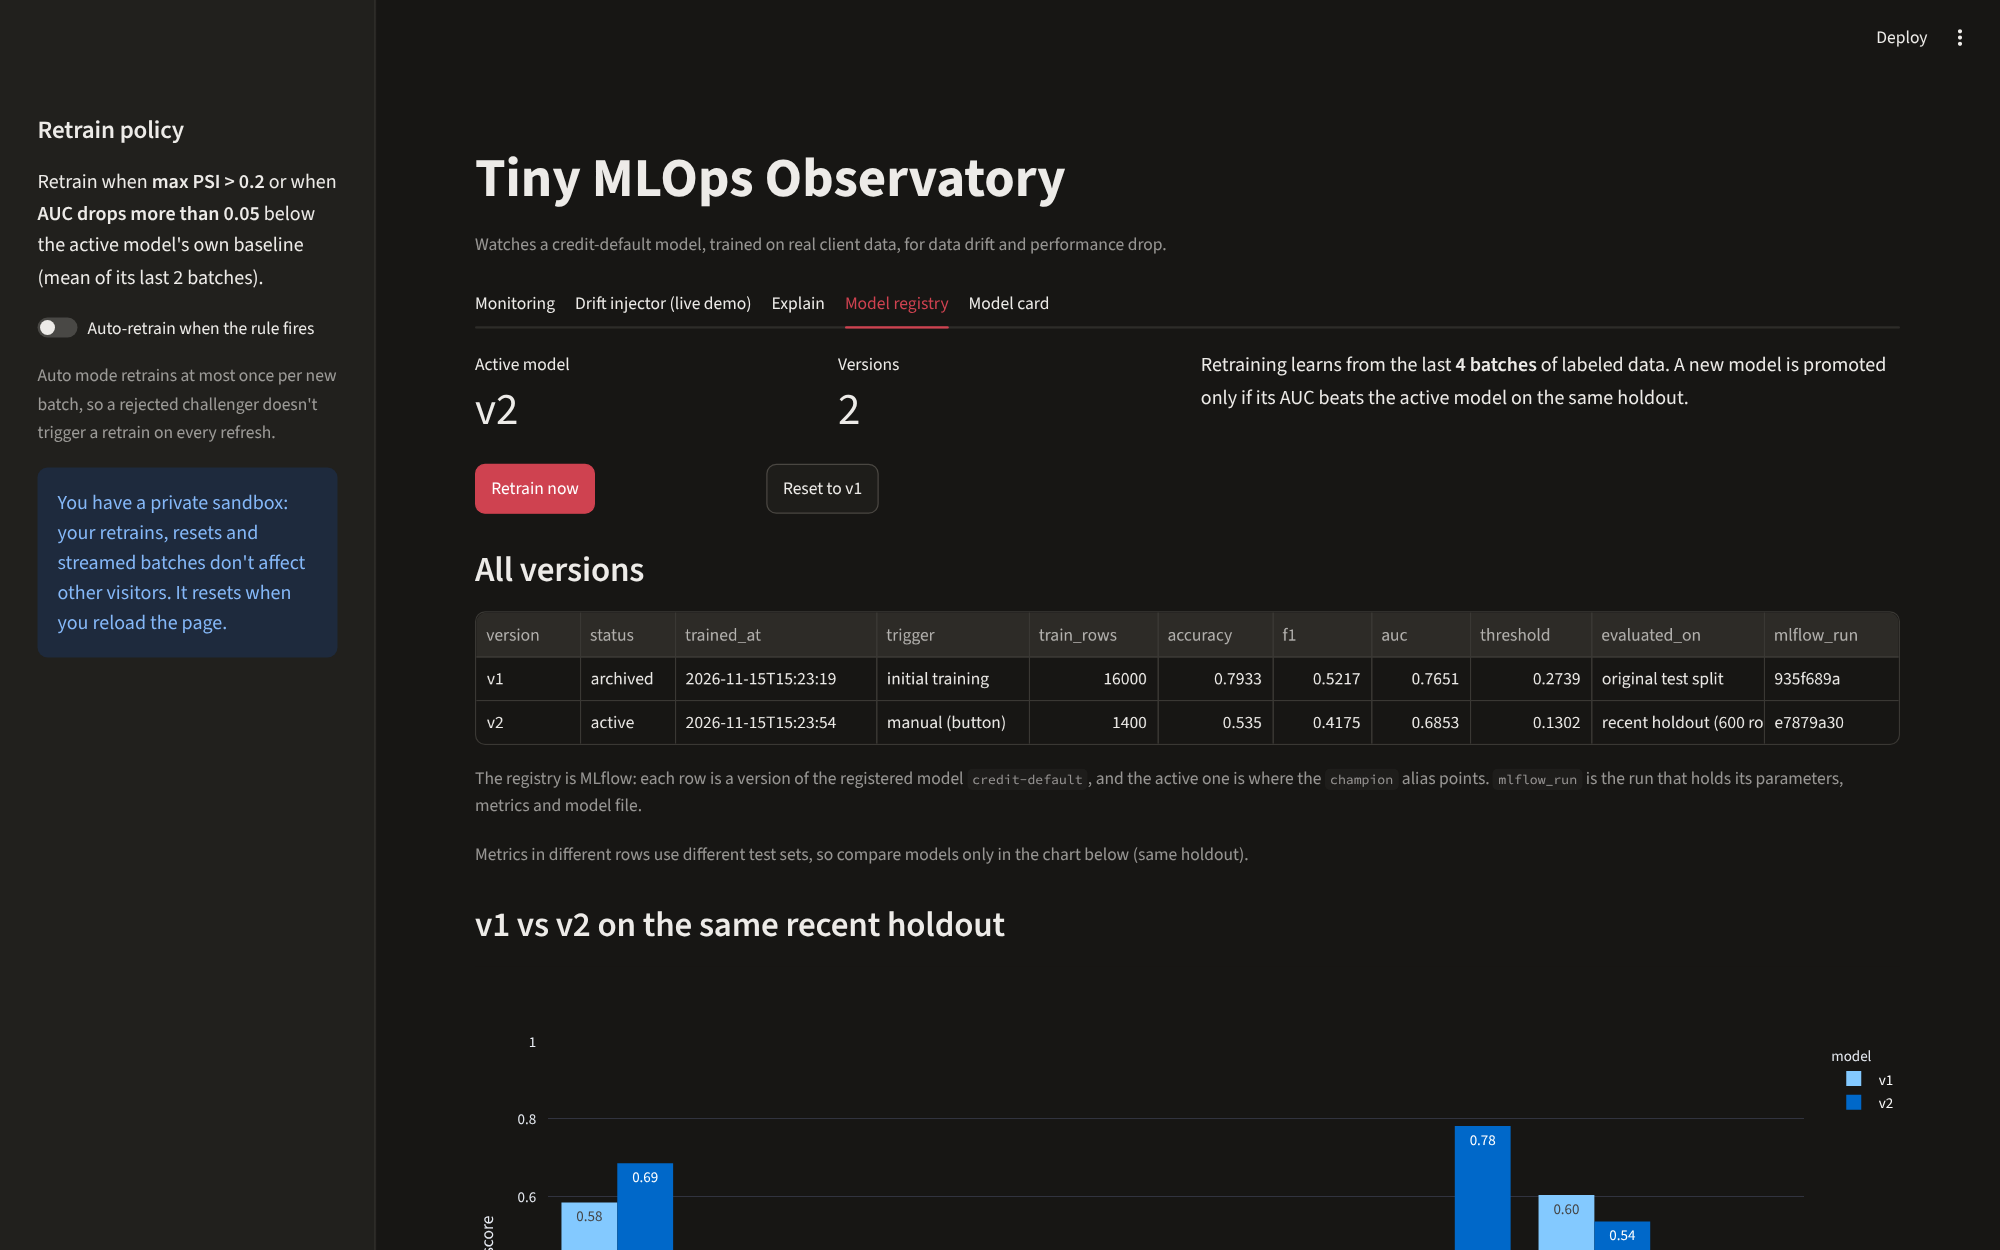 Deploy
Retrain policy
Retrain when max PSI > 0.2 or when
AUC drops more than 0.05 below
the active model's own baseline
(mean of its last 2 batches).
Auto-retrain when the rule fires
Auto mode retrains at most once per new
batch, so a rejected challenger doesn't
trigger a retrain on every refresh.
You have a private sandbox:
your retrains, resets and
streamed batches don't affect
other visitors. It resets when
you reload the page.
Tiny MLOps Observatory
Watches a credit-default model, trained on real client data, for data drift and performance drop.
Monitoring Drift injector (live demo) Explain Model registry Model card
Active model
v2
Versions
2
Retraining learns from the last 4 batches of labeled data. A new model is promoted
only if its AUC beats the active model on the same holdout.
Retrain now
Reset to v1
All versions
version status trained_at trigger train_rows accuracy f1 auc threshold evaluated_on mlflow_run
v1 archived 2026-11-15T15:23:19 initial training 16000 0.7933 0.5217 0.7651 0.2739 original test split 935f689a
v2 active 2026-11-15T15:23:54 manual (button) 1400 0.535 0.4175 0.6853 0.1302 recent holdout (600 ro e7879a30
The registry is MLflow: each row is a version of the registered model credit-default, and the active one is where the champion alias points. mlflow_run is the run that holds its parameters,
metrics and model file.
Metrics in different rows use different test sets, so compare models only in the chart below (same holdout).
v1 vs v2 on the same recent holdout
1
0.8
0.6
score
0.58
0.69
0.78
0.60
0.54
model
v1
v2